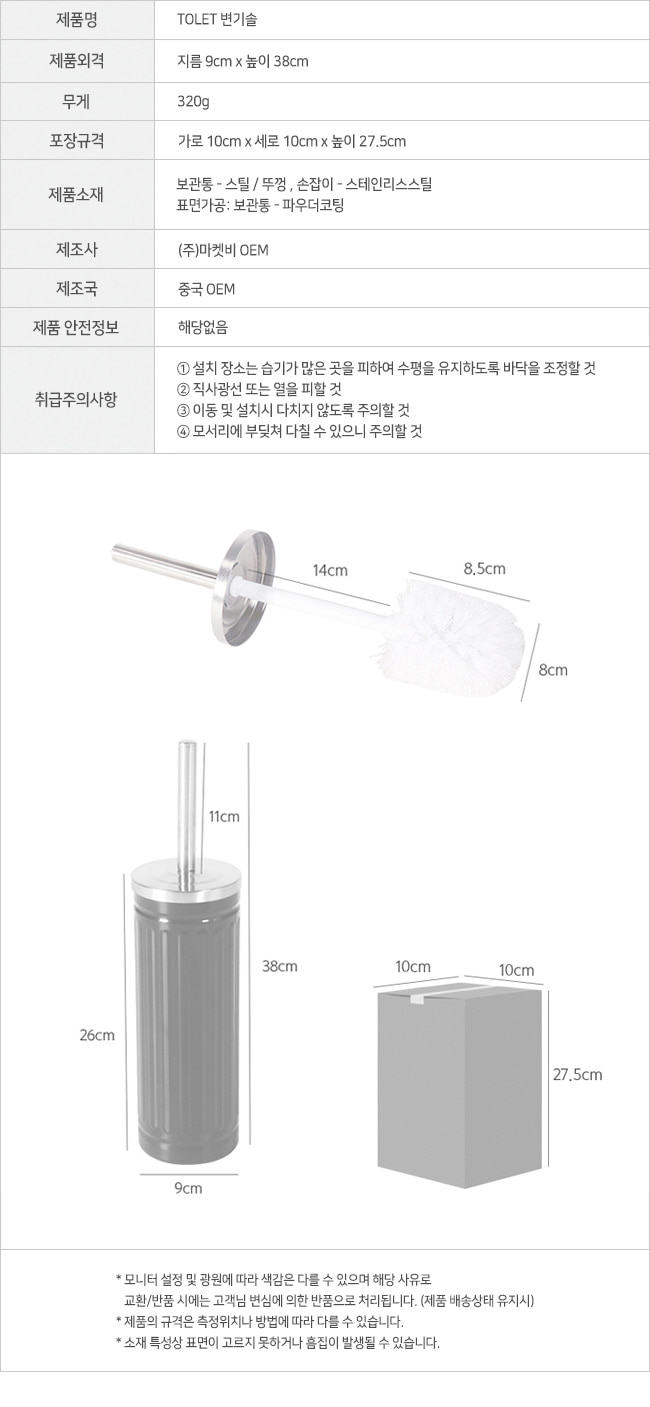 제품명 TOLET 변기솔
제품외격 지름 9cm x 높이 38cm
무게 320g
포장규격 가로 10cm x 세로 10cm x 높이 27.5cm
제품소재 보관통 - 스틸 / 뚜껑 , 손잡이 - 스테인리스스틸
표면가공: 보관통 - 파우더코팅
제조사 (주)마켓비 OEM
제조국 중국 OEM
제품 안전정보 해당없음
취급주의사항
① 설치 장소는 습기가 많은 곳을 피하여 수평을 유지하도록 바닥을 조정할 것
② 직사광선 또는 열을 피할 것
③ 이동 및 설치시 다치지 않도록 주의할 것
④ 모서리에 부딪쳐 다칠 수 있으니 주의할 것
14cm
8.5cm
8cm
11cm
38cm
26cm
9cm
10cm
10cm
27.5cm
* 모니터 설정 및 광원에 따라 색감은 다를 수 있으며 해당 사유로
교환/반품 시에는 고객님 변심에 의한 반품으로 처리됩니다. (제품 배송상태 유지시)
* 제품의 규격은 측정위치나 방법에 따라 다를 수 있습니다.
* 소재 특성상 표면이 고르지 못하거나 흠집이 발생될 수 있습니다.